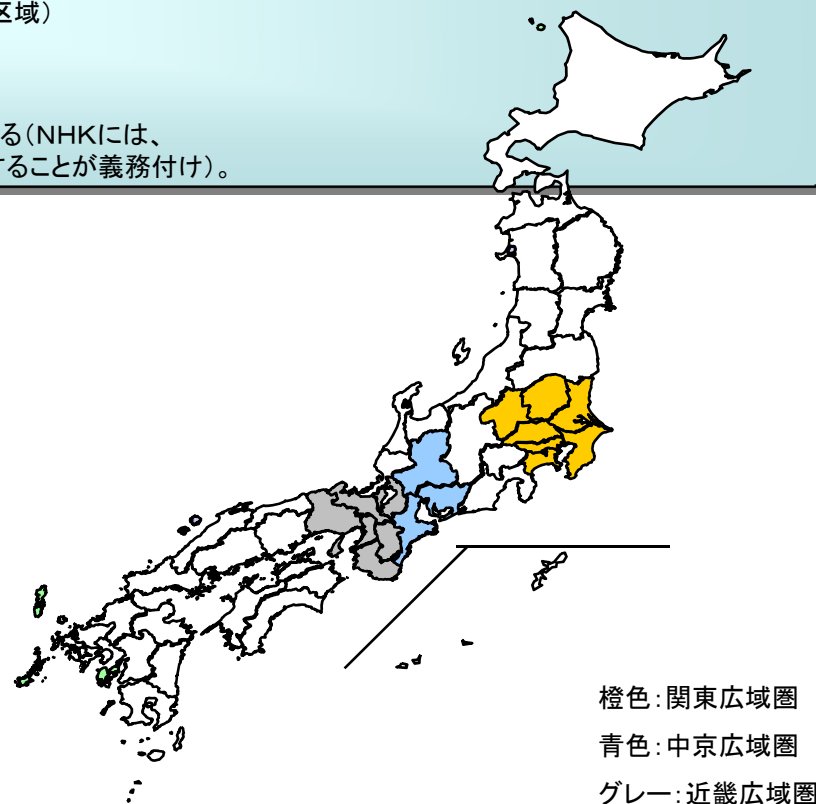 区域)
る(NHKには、
することが義務付け)。
橙色:関東広域圏
青色:中京広域圏
グレー:近畿広域圏